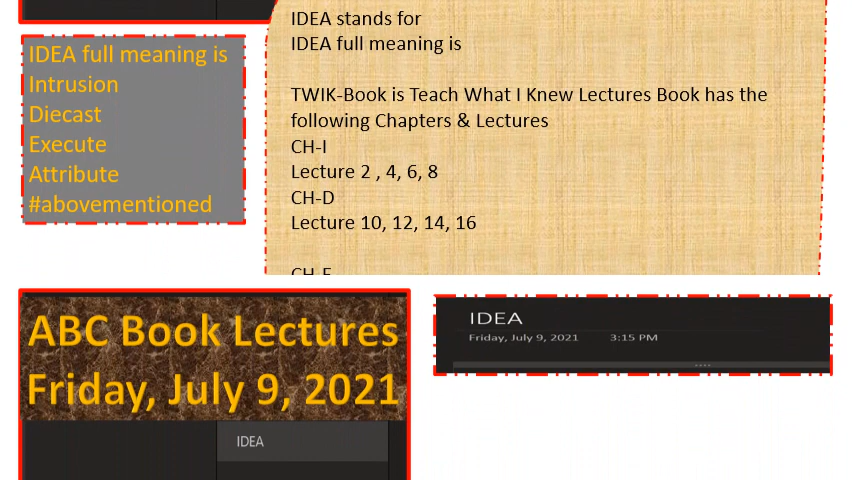 IDEA full meaning is
Intrusion
Diecast
Execute
Attribute
#abovementioned
IDEA stands for
IDEA full meaning is
TWIK-Book is Teach What I Knew Lectures Book has the
following Chapters & Lectures
CH-I
Lecture 2 , 4, 6, 8
CH-D
Lecture 10, 12, 14, 16
ABC Book Lectures
Friday, July 9, 2021
IDEA
IDEA
Friday, July 9, 2021 3:15 PM